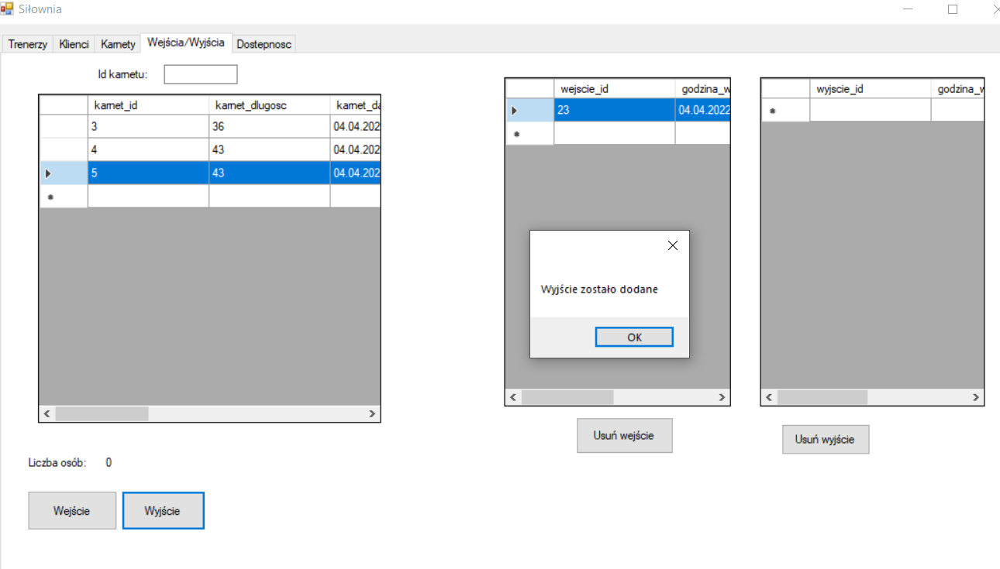 Siłownia
Trenerzy Klienci Karnety Wejścia/Wyjścia Dostepnosc
Id karnetu:
karnet_id karnet_dlugosc karnet_da
3 36 04.04.202
4 43 04.04.202
5 43 04.04.202
wejscie_id godzina_w
23 04.04.2022
wyjscie_id godzina_w
Wyjście zostało dodane
OK
Usuń wejście
Usuń wyjście
Liczba osób: 0
Wejście Wyjście